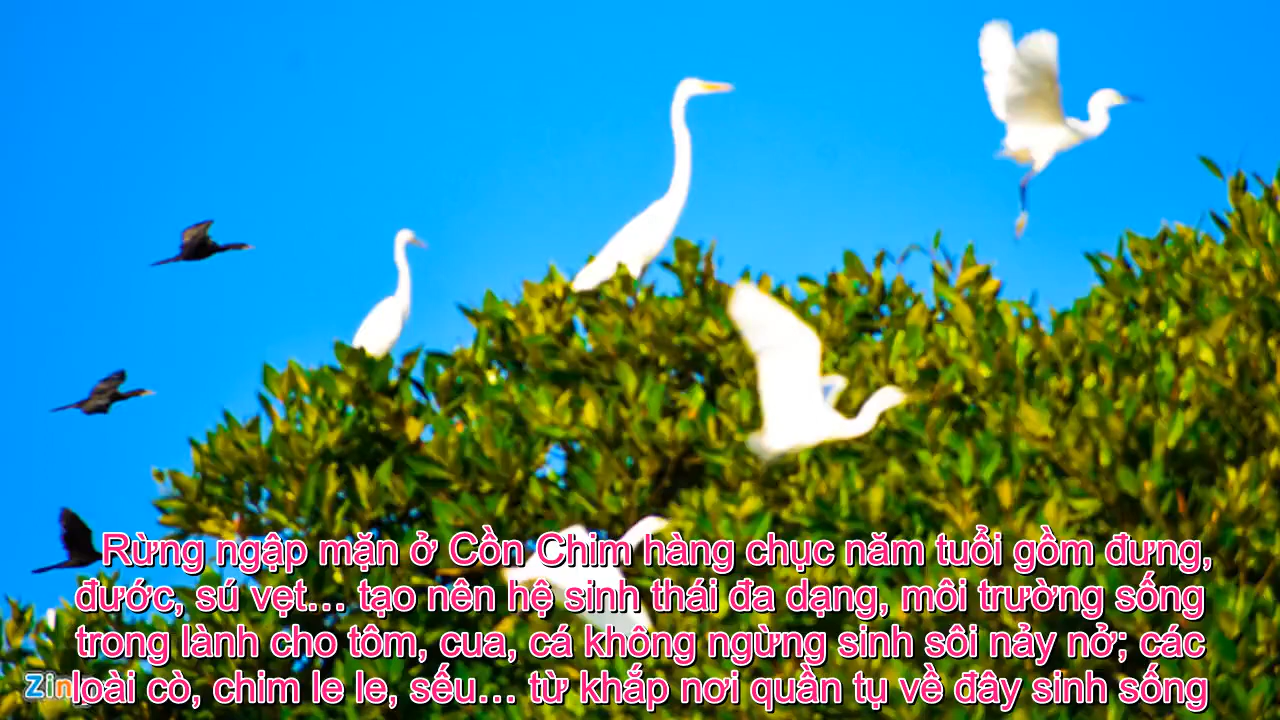 Rừng ngập mặn ở Cồn Chim hàng chục năm tuổi gồm đưng,
đước, sú vẹt... tạo nên hệ sinh thái đa dạng, môi trường sống
trong lành cho tôm, cua, cá không ngừng sinh sôi nảy nở; các
loài cò, chim le le, sếu... từ khắp nơi quần tụ về đây sinh sống